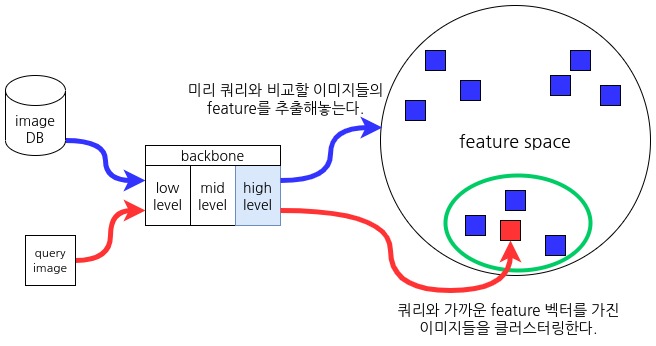 미리 쿼리와 비교할 이미지들의
feature를 추출해놓는다.
image
DB
backbone
low
level
mid
level
high
level
feature space
query
image
쿼리와 가까운 feature 벡터를 가진
이미지들을 클러스터링한다.